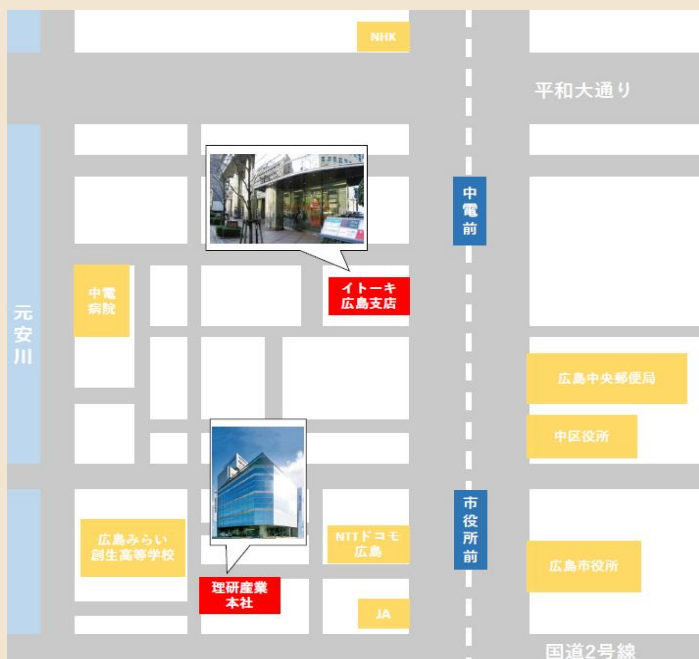 NHK
平和大通り
中電前
イトーキ
広島支店
中電
病院
元安川
広島中央郵便局
中区役所
市役所前
広島みらい
創生高等学校
NTTドコモ
広島
広島市役所
理研産業
本社
JA
国道2号線